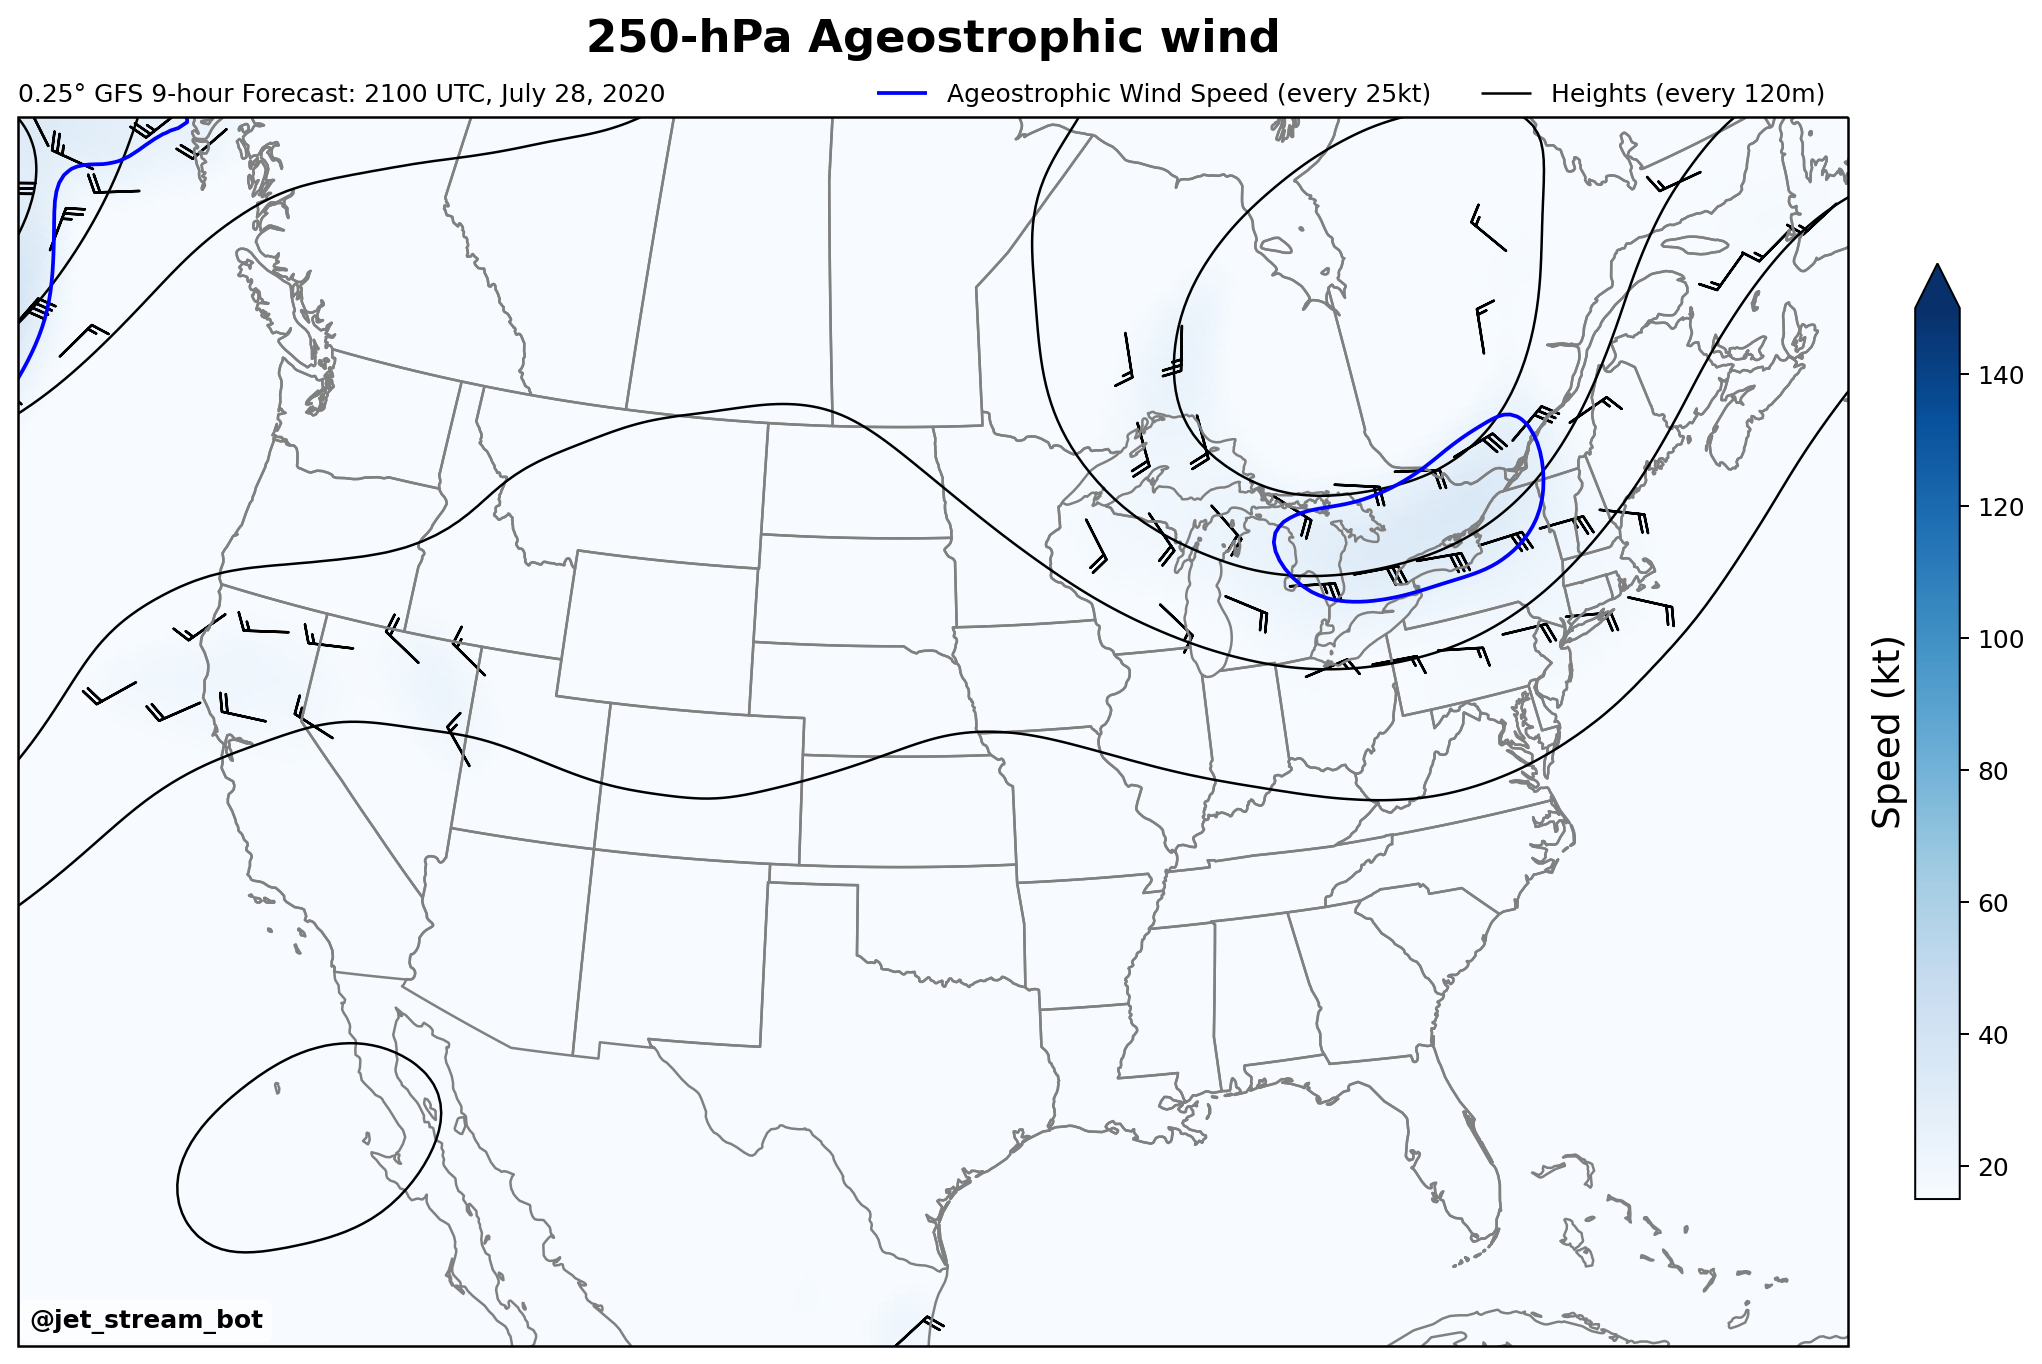 250-hPa Ageostrophic wind
0.25° GFS 9-hour Forecast: 2100 UTC, July 28, 2020
Ageostrophic Wind Speed (every 25kt)
Heights (every 120m)
140
120
100
80
60
40
20
Speed (kt)
@jet_stream_bot